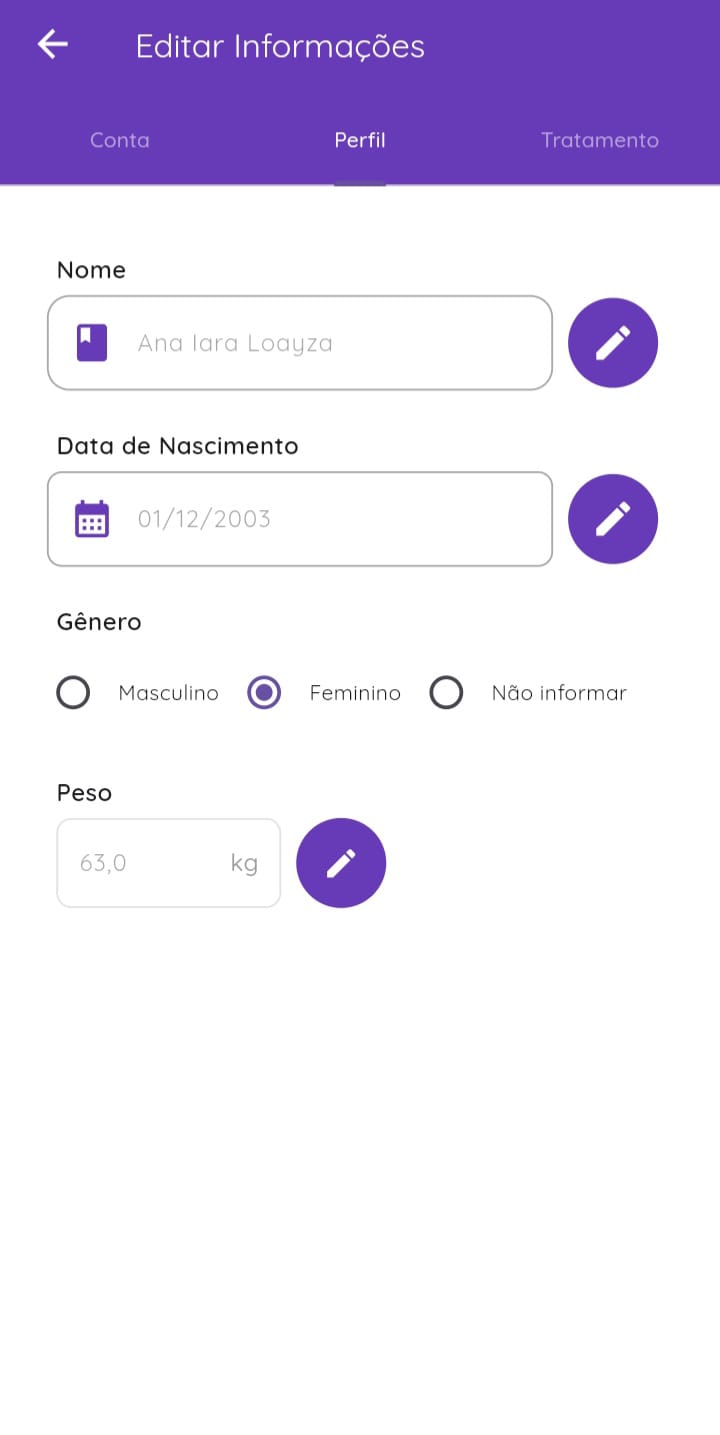 Editar Informações
Conta Perfil Tratamento
Nome
Ana Iara Loayza
Data de Nascimento
01/12/2003
Gênero
Masculino Feminino Não informar
Peso
63,0 kg